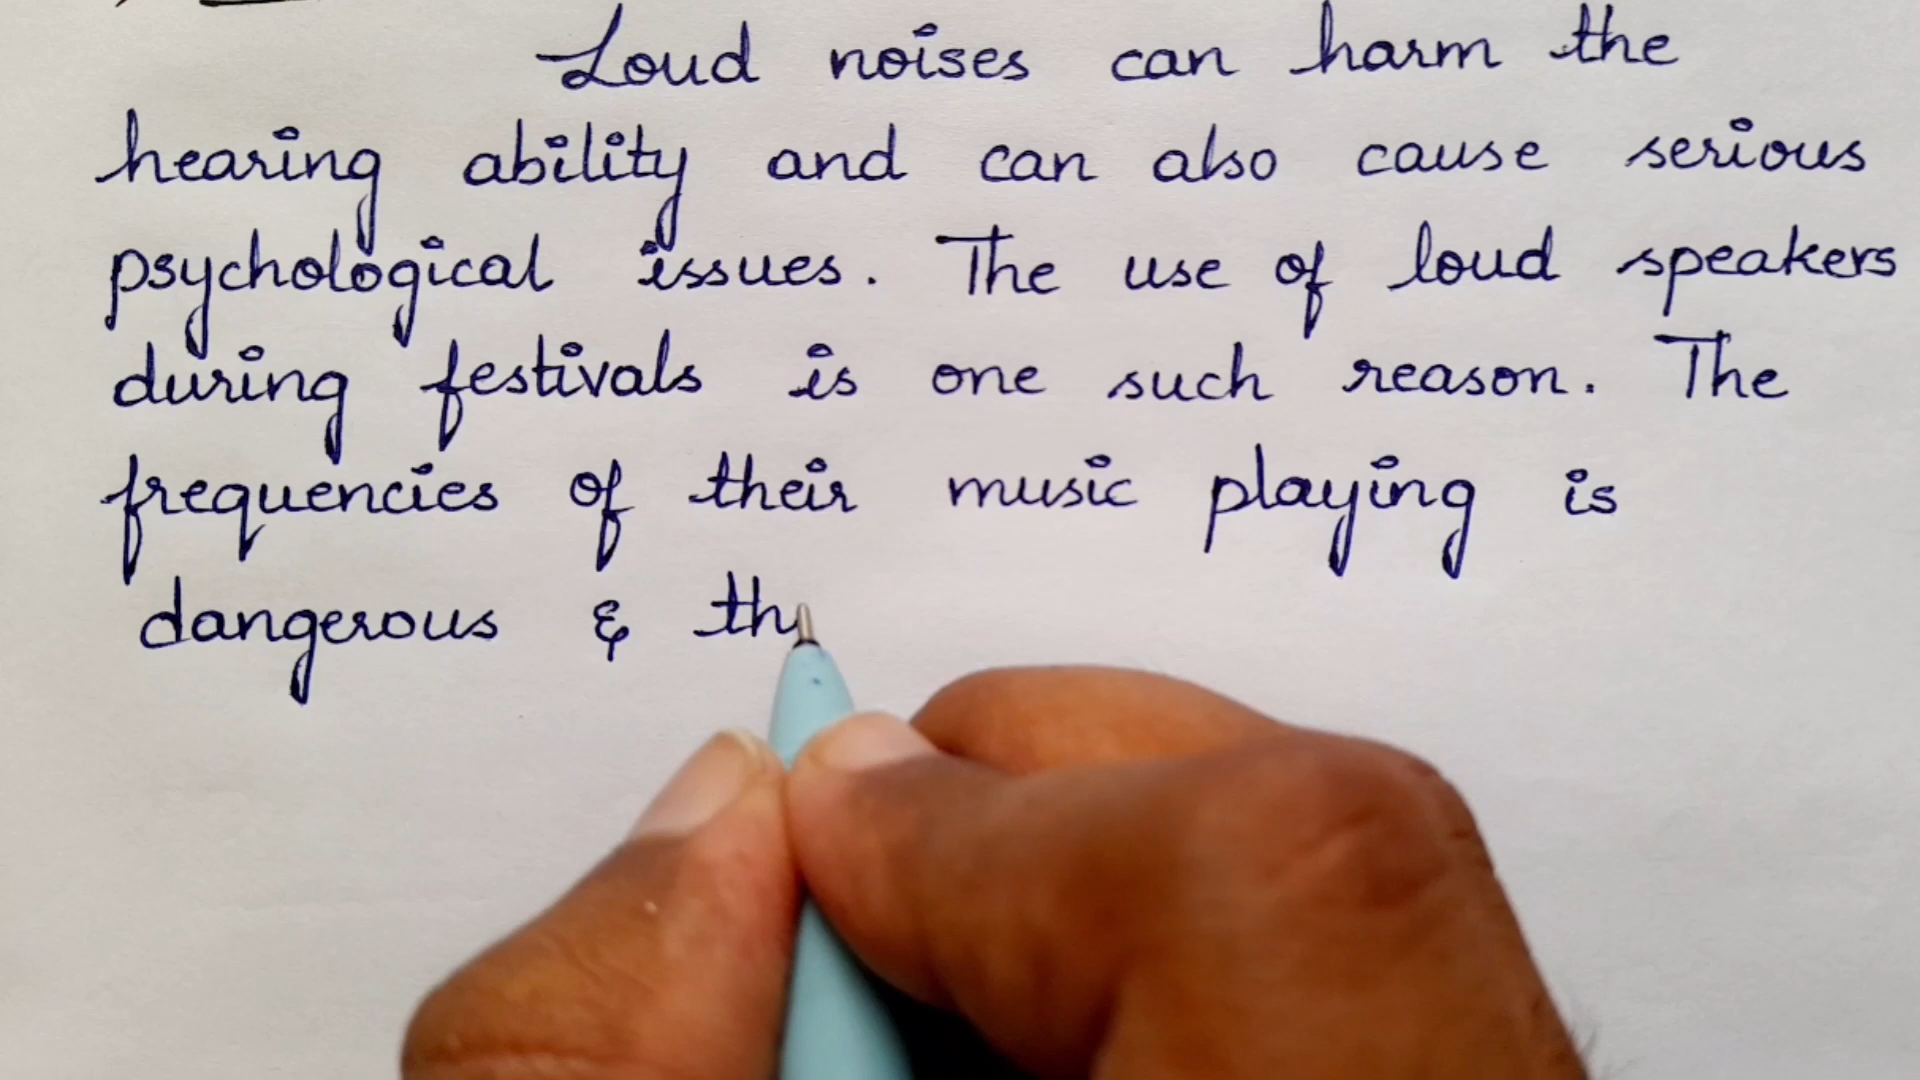 Loud noises can harm the
hearing ability and can also cause serious
psychological issues. The use of loud speakers
during festivals is one such reason. The
frequencies of their music playing is
dangerous & th